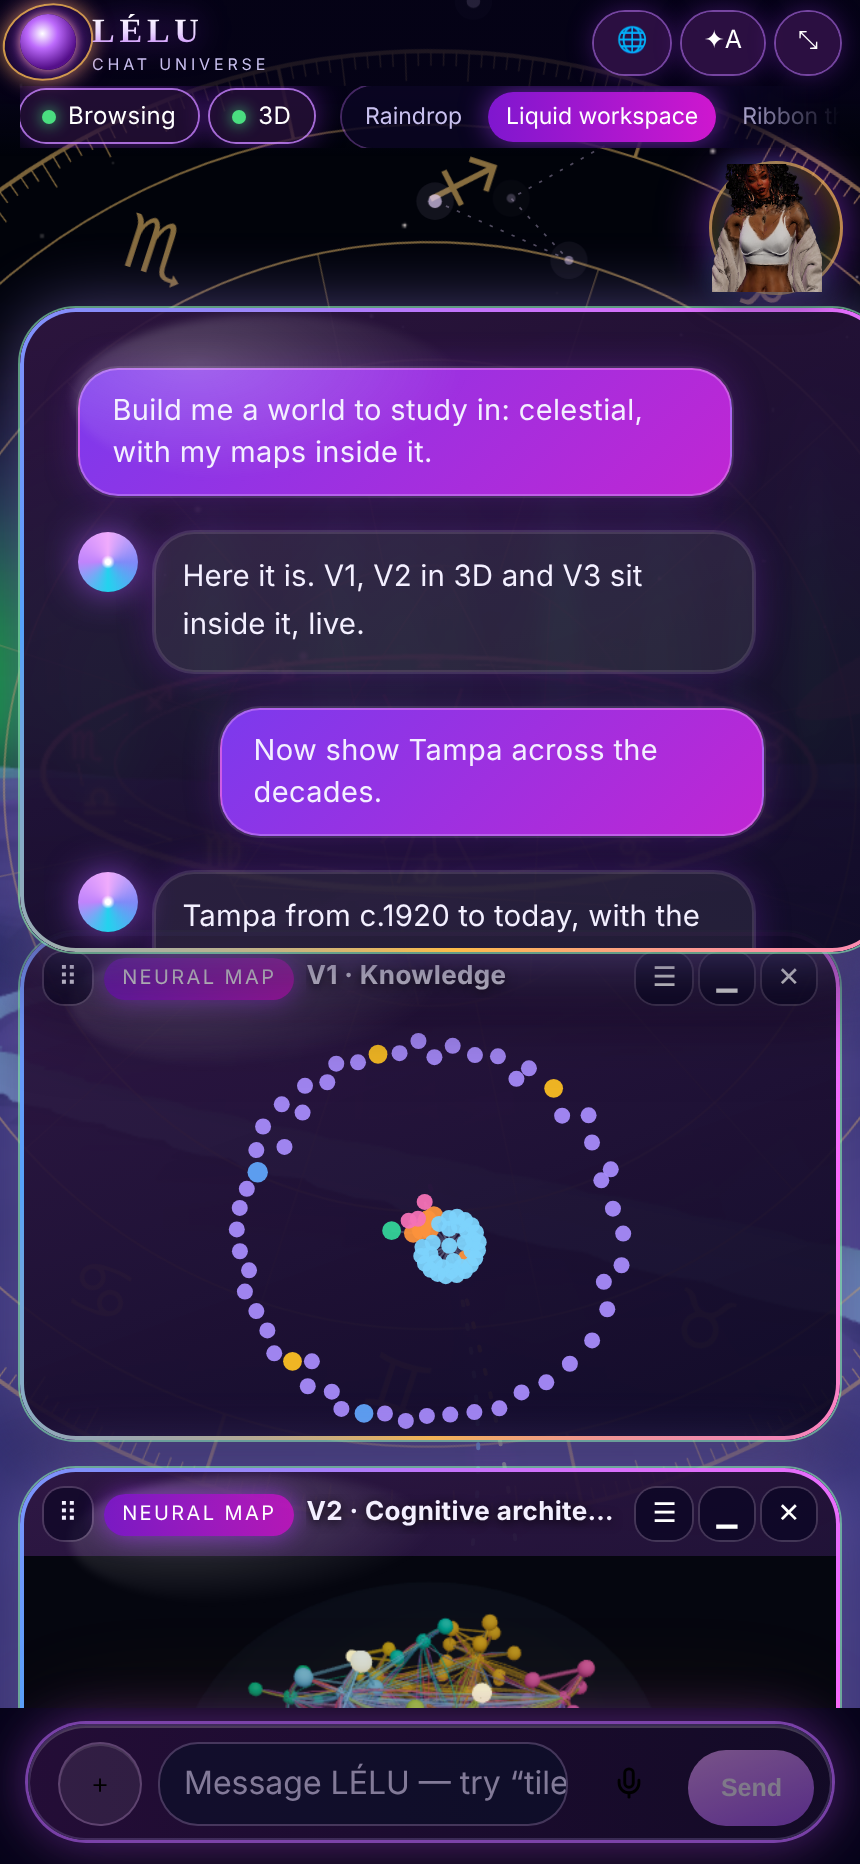 LÉLU
CHAT UNIVERSE
✦A
Browsing
3D
Raindrop
Liquid workspace
Ribbon
Build me a world to study in: celestial,
with my maps inside it.
Here it is. V1, V2 in 3D and V3 sit
inside it, live.
Now show Tampa across the
decades.
Tampa from c.1920 to today, with the
NEURAL MAP
V1 · Knowledge
NEURAL MAP
V2 · Cognitive archite...
Message LÉLU — try “tile
Send